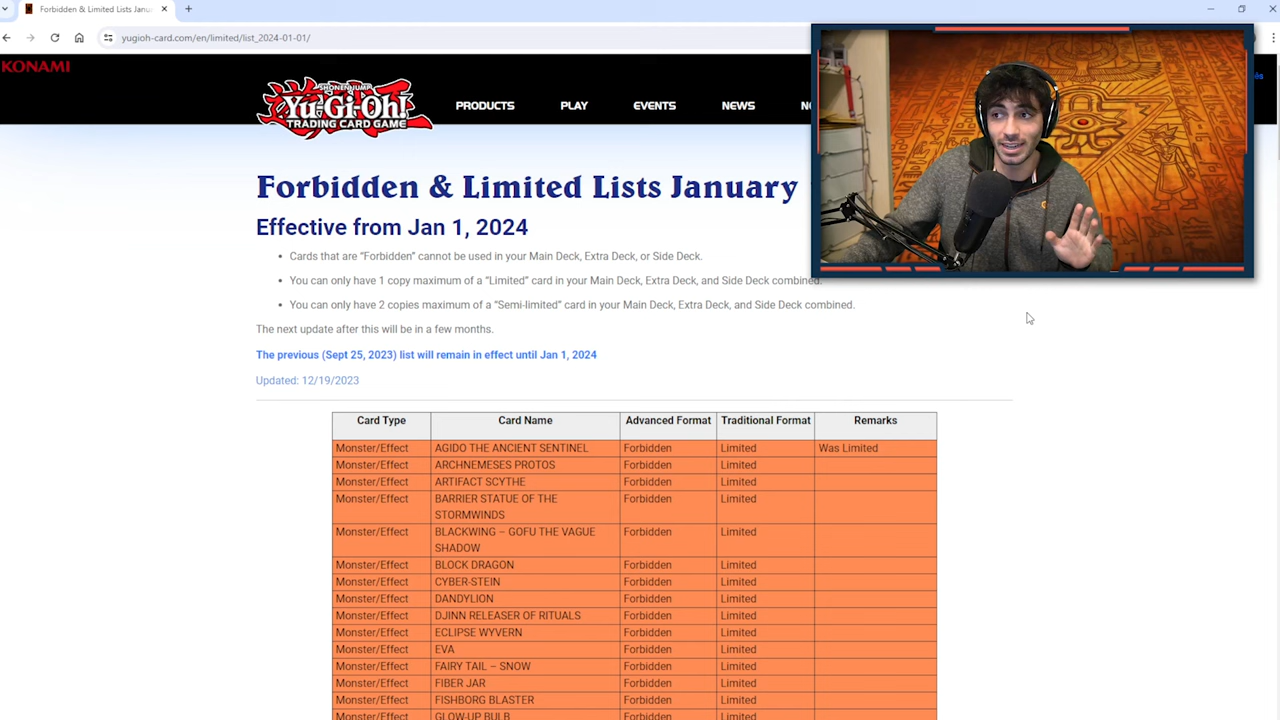 Forbidden & Limited Lists Janu
yugioh-card.com/en/limited/list_2024-01-01/
KONAMI
SHONEN JUMP
Yu-Gi-Oh!
TRADING CARD GAME
PRODUCTS PLAY EVENTS NEWS
Forbidden & Limited Lists January
Effective from Jan 1, 2024
• Cards that are “Forbidden” cannot be used in your Main Deck, Extra Deck, or Side Deck.
• You can only have 1 copy maximum of a “Limited” card in your Main Deck, Extra Deck, and Side Deck combined.
• You can only have 2 copies maximum of a “Semi-limited” card in your Main Deck, Extra Deck, and Side Deck combined.
The next update after this will be in a few months.
The previous (Sept 25, 2023) list will remain in effect until Jan 1, 2024
Updated: 12/19/2023
Card Type Card Name Advanced Format Traditional Format Remarks
Monster/Effect AGIDO THE ANCIENT SENTINEL Forbidden Limited Was Limited
Monster/Effect ARCHNEMESES PROTOS Forbidden Limited
Monster/Effect ARTIFACT SCYTHE Forbidden Limited
Monster/Effect BARRIER STATUE OF THE Forbidden Limited
STORMWINDS
Monster/Effect BLACKWING – GOFU THE VAGUE Forbidden Limited
SHADOW
Monster/Effect BLOCK DRAGON Forbidden Limited
Monster/Effect CYBER-STEIN Forbidden Limited
Monster/Effect DANDYLION Forbidden Limited
Monster/Effect DJINN RELEASER OF RITUALS Forbidden Limited
Monster/Effect ECLIPSE WYVERN Forbidden Limited
Monster/Effect EVA Forbidden Limited
Monster/Effect FAIRY TAIL – SNOW Forbidden Limited
Monster/Effect FIBER JAR Forbidden Limited
Monster/Effect FISHBORG BLASTER Forbidden Limited
Monster/Effect GLOW-UP BULB Forbidden Limited